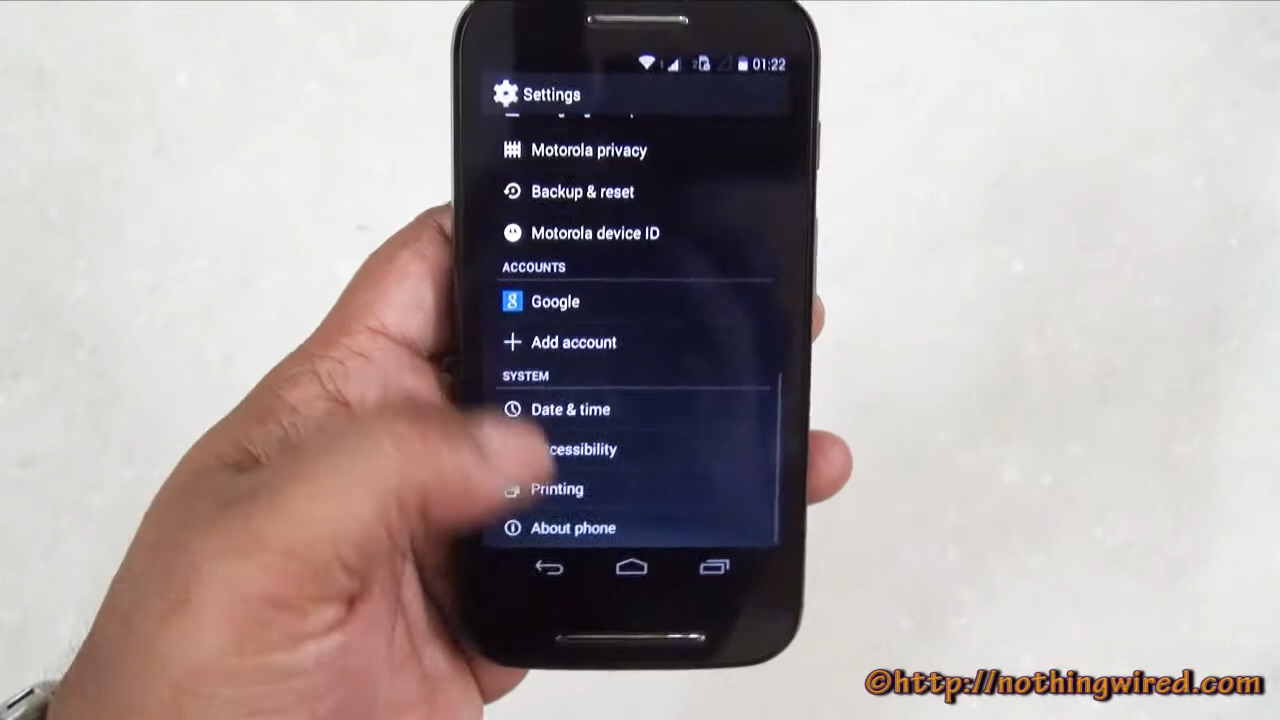 01:22
Settings
Motorola privacy
Backup & reset
Motorola device ID
ACCOUNTS
Google
Add account
SYSTEM
Date & time
ccessibility
Printing
About phone
©http://nothingwired.com